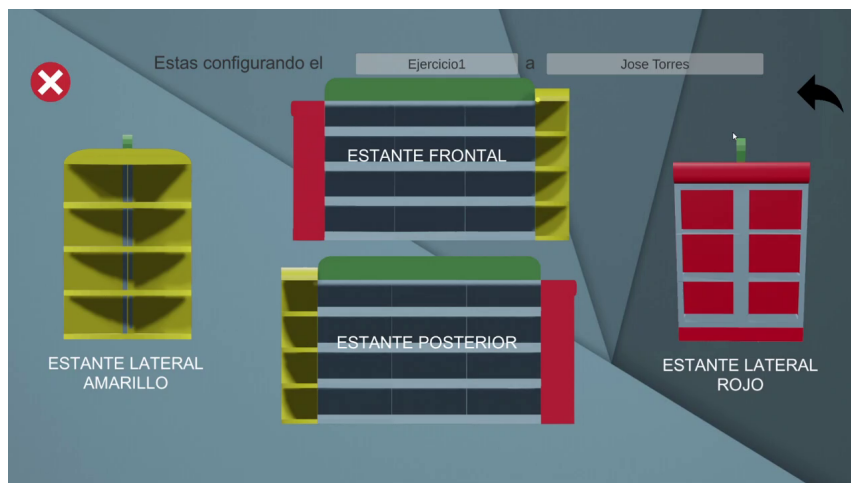 Estas configurando el Ejercicio1 a Jose Torres
ESTANTE FRONTAL
ESTANTE POSTERIOR
ESTANTE LATERAL
AMARILLO
ESTANTE LATERAL
ROJO